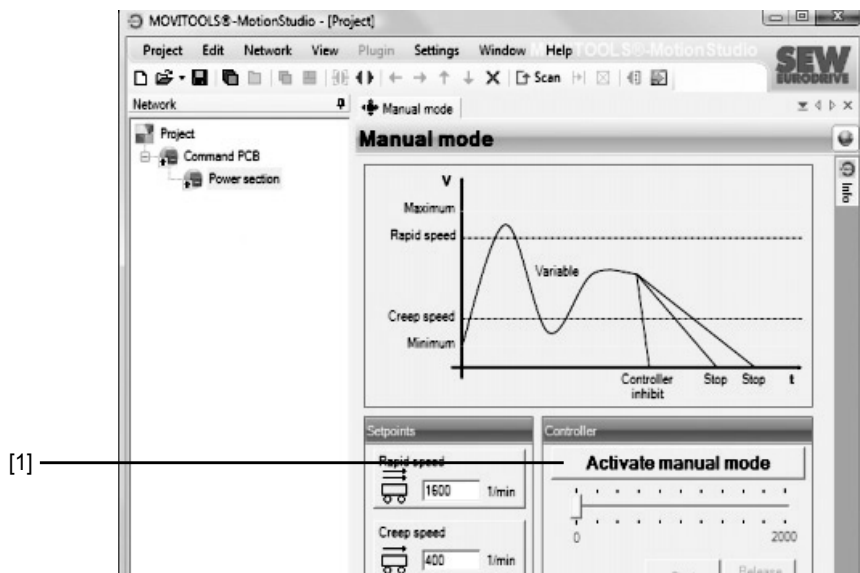 MOVITOOLS®-MotionStudio - [Project]
Project Edit Network View Plugin Settings Window Help
SEW
EURODRIVE
Scan
Network
Manual mode
Project
Command PCB
Power section
Manual mode
Info
V
Maximum
Rapid speed
Variable
Creep speed
Minimum
Controller inhibit Stop Stop t
Setpoints
Controller
[1]
Rapid speed
Activate manual mode
1600 1/min
0 2000
Creep speed
400 1/min
Release